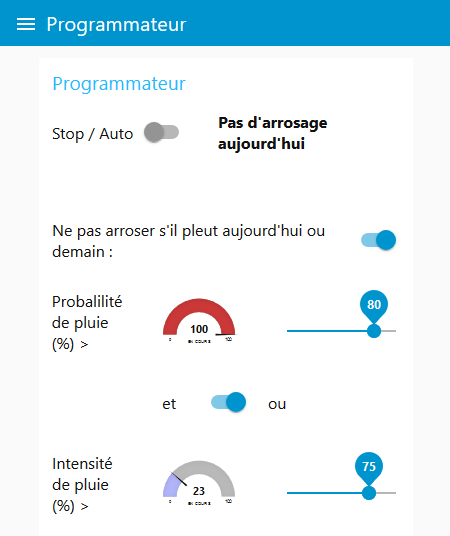 Programmateur
Programmateur
Stop / Auto
Pas d'arrosage
aujourd'hui
Ne pas arroser s'il pleut aujourd'hui ou
demain :
Probalilité
de pluie
(%) >
100
0 EN COURS 100
80
et ou
Intensité
de pluie
(%) >
23
0 EN COURS 100
75